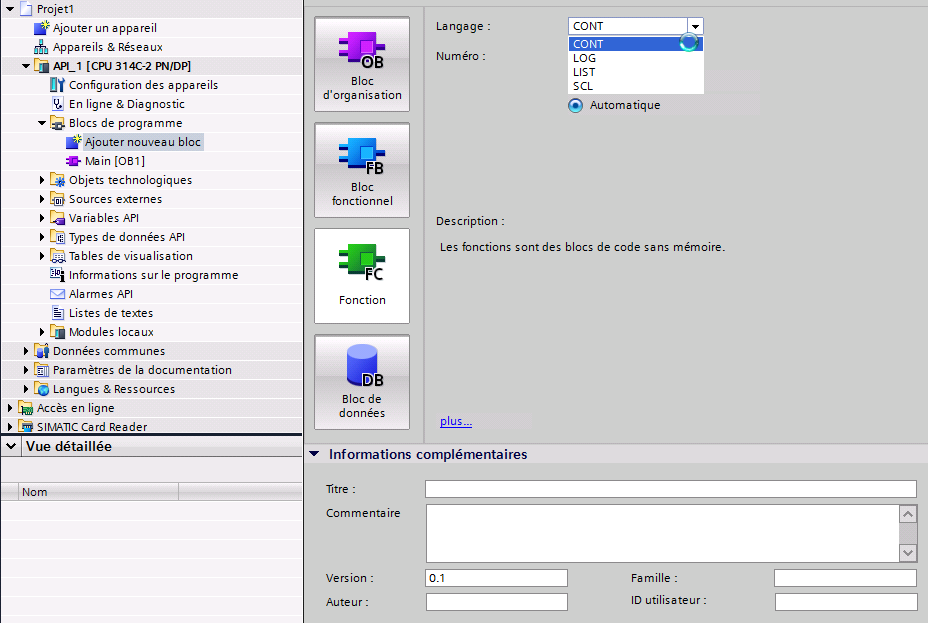 Projet1
Ajouter un appareil
Appareils & Réseaux
API_1 [CPU 314C-2 PN/DP]
Configuration des appareils
En ligne & Diagnostic
Blocs de programme
Ajouter nouveau bloc
Main [OB1]
Objets technologiques
Sources externes
Variables API
Types de données API
Tables de visualisation
Informations sur le programme
Alarmes API
Listes de textes
Modules locaux
Données communes
Paramètres de la documentation
Langues & Ressources
Accès en ligne
SIMATIC Card Reader
Vue détaillée
Nom
OB
Bloc
d'organisation
FB
Bloc
fonctionnel
FC
Fonction
DB
Bloc de
données
Langage :
CONT
CONT
LOG
LIST
SCL
Numéro :
Automatique
Description :
Les fonctions sont des blocs de code sans mémoire.
plus...
Informations complémentaires
Titre :
Commentaire
Version :
0.1
Famille :
Auteur :
ID utilisateur :